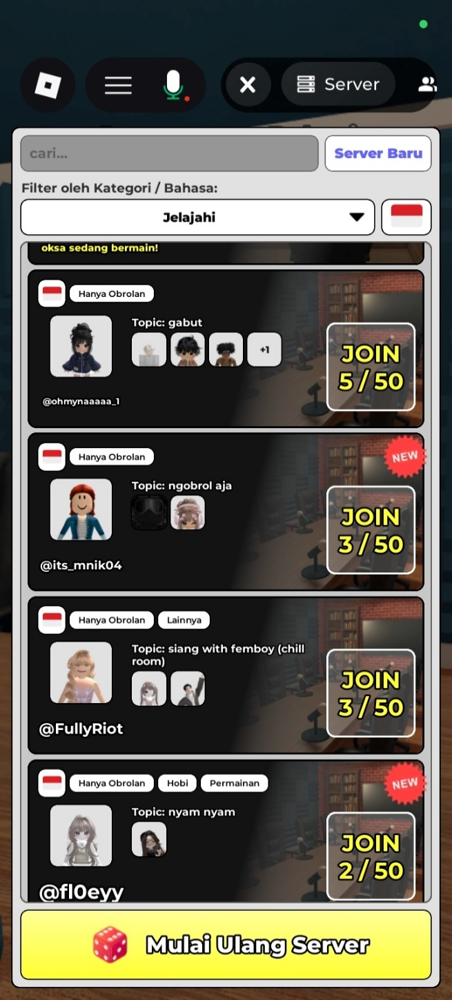 Server
cari...
Server Baru
Filter oleh Kategori / Bahasa:
Jelajahi
oksa sedang bermain!
Hanya Obrolan
Topic: gabut
+1
@ohmynaaaaa_1
JOIN
5 / 50
Hanya Obrolan
NEW
Topic: ngobrol aja
@its_mnik04
JOIN
3 / 50
Hanya Obrolan
Lainnya
Topic: siang with femboy (chill
room)
@FullyRiot
JOIN
3 / 50
Hanya Obrolan
Hobi
Permainan
NEW
Topic: nyam nyam
@fl0eyy
JOIN
2 / 50
Mulai Ulang Server